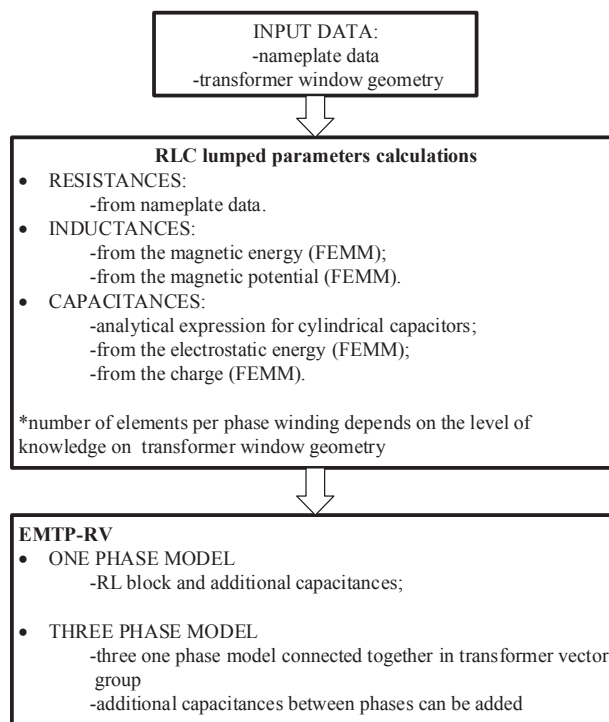 INPUT DATA:
-nameplate data
-transformer window geometry
RLC lumped parameters calculations
• RESISTANCES:
-from nameplate data.
• INDUCTANCES:
-from the magnetic energy (FEMM);
-from the magnetic potential (FEMM).
• CAPACITANCES:
-analytical expression for cylindrical capacitors;
-from the electrostatic energy (FEMM);
-from the charge (FEMM).
*number of elements per phase winding depends on the level of
knowledge on transformer window geometry
EMTP-RV
• ONE PHASE MODEL
-RL block and additional capacitances;
• THREE PHASE MODEL
-three one phase model connected together in transformer vector
group
-additional capacitances between phases can be added